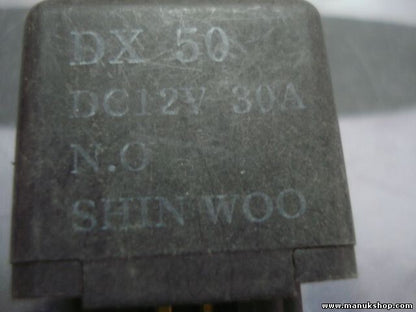 DX 50
DC12V 30A
N.O
SHIN WOO
www.manukshop.com